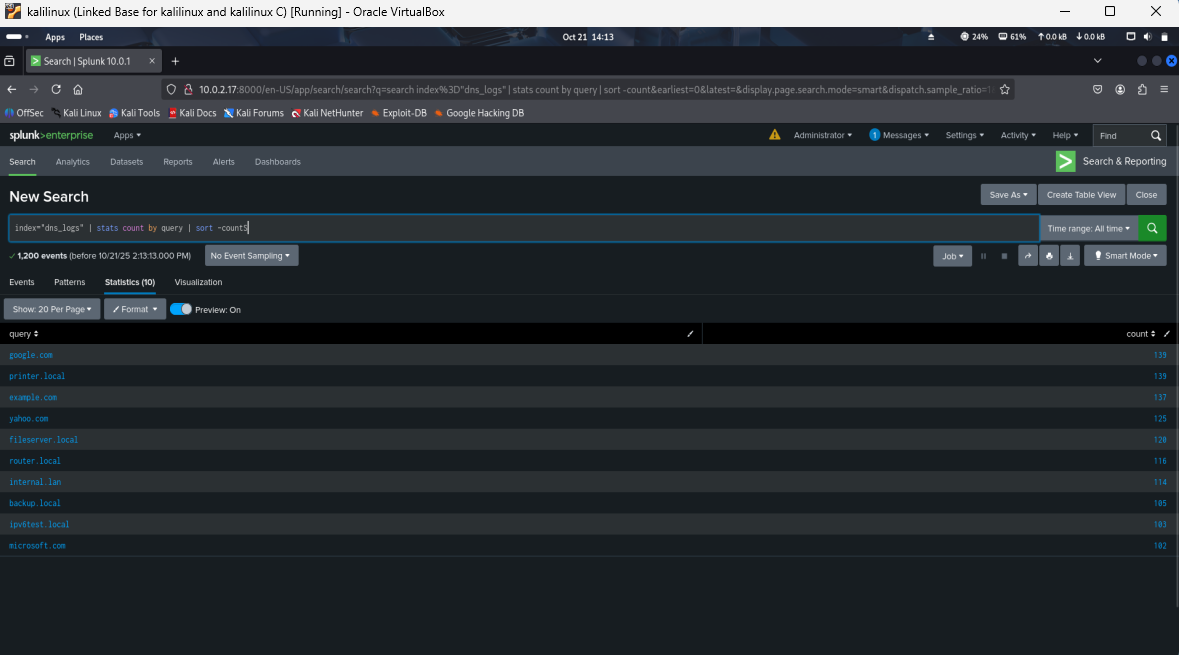 kalilinux (Linked Base for kalilinux and kalilinux C) [Running] - Oracle VirtualBox
Apps Places Oct 21 14:13 24% 61% 0.0 kB 0.0 kB
Search | Splunk 10.0.1
10.0.2.17:8000/en-US/app/search/search?q=search index%3D"dns_logs" | stats count by query | sort -count&earliest=0&latest=&display.page.search.mode=smart&dispatch.sample_ratio=1
OffSec Kali Linux Kali Tools Kali Docs Kali Forums Kali NetHunter Exploit-DB Google Hacking DB
splunk>enterprise Apps Administrator 1 Messages Settings Activity Help Find
Search Analytics Datasets Reports Alerts Dashboards Search & Reporting
New Search Save As Create Table View Close
index="dns_logs" | stats count by query | sort -countS Time range: All time
1,200 events (before 10/21/25 2:13:13.000 PM) No Event Sampling Job Smart Mode
Events Patterns Statistics (10) Visualization
Show: 20 Per Page Format Preview: On
query count
google.com 139
printer.local 139
example.com 137
yahoo.com 125
fileserver.local 120
router.local 116
internal.lan 114
backup.local 105
ipv6test.local 103
microsoft.com 102